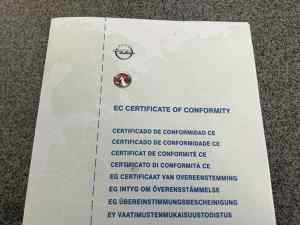 EC CERTIFICATE OF CONFORMITY
CERTIFICADO DE CONFORMIDAD CE
CERTIFICADO DE CONFORMIDADE CE
CERTIFICAT DE CONFORMITÉ CE
CERTIFICATO DI CONFORMITÀ CE
EG CERTIFICAAT VAN OVEREENSTEMMING
EG INTYG OM ÖVERENSSTÄMMELSE
EG ÜBEREINSTIMMUNGSBESCHEINIGUNG
EY VAATIMUSTENMUKAISUUSTODISTUS